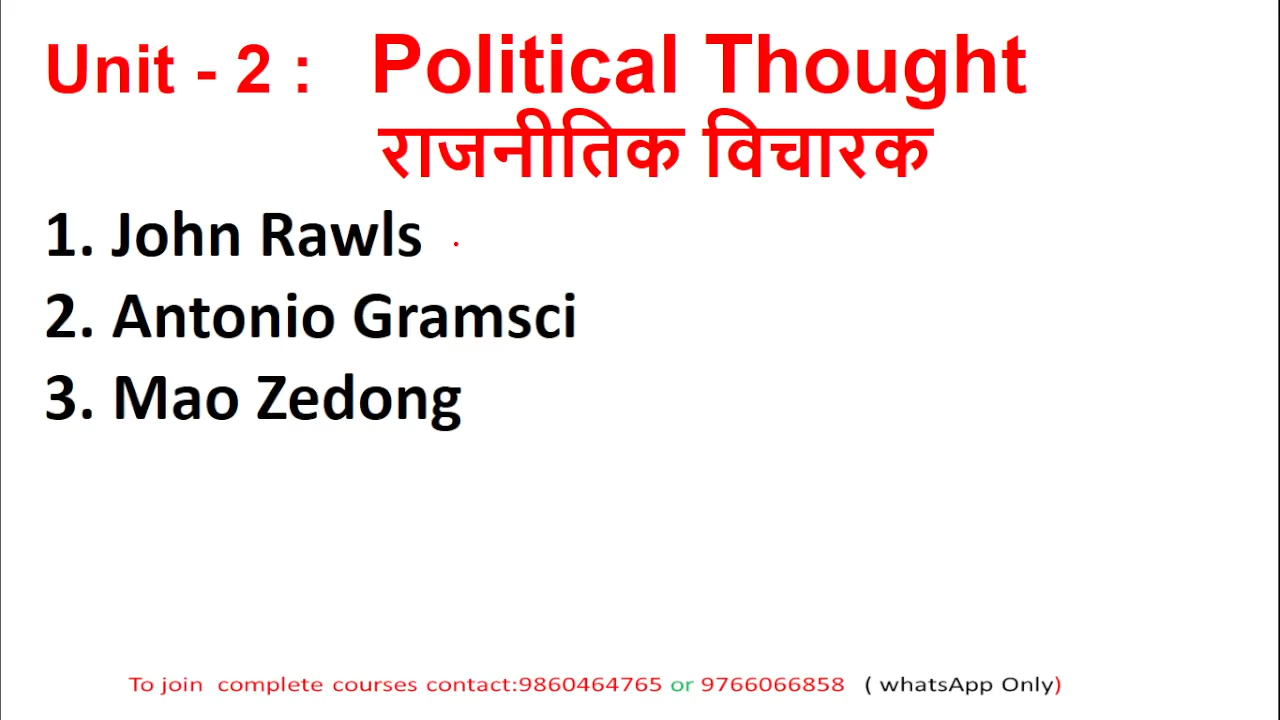 Unit - 2 : Political Thought
राजनीतिक विचारक
1. John Rawls
2. Antonio Gramsci
3. Mao Zedong
To join complete courses contact:9860464765 or 9766066858 ( whatsApp Only)